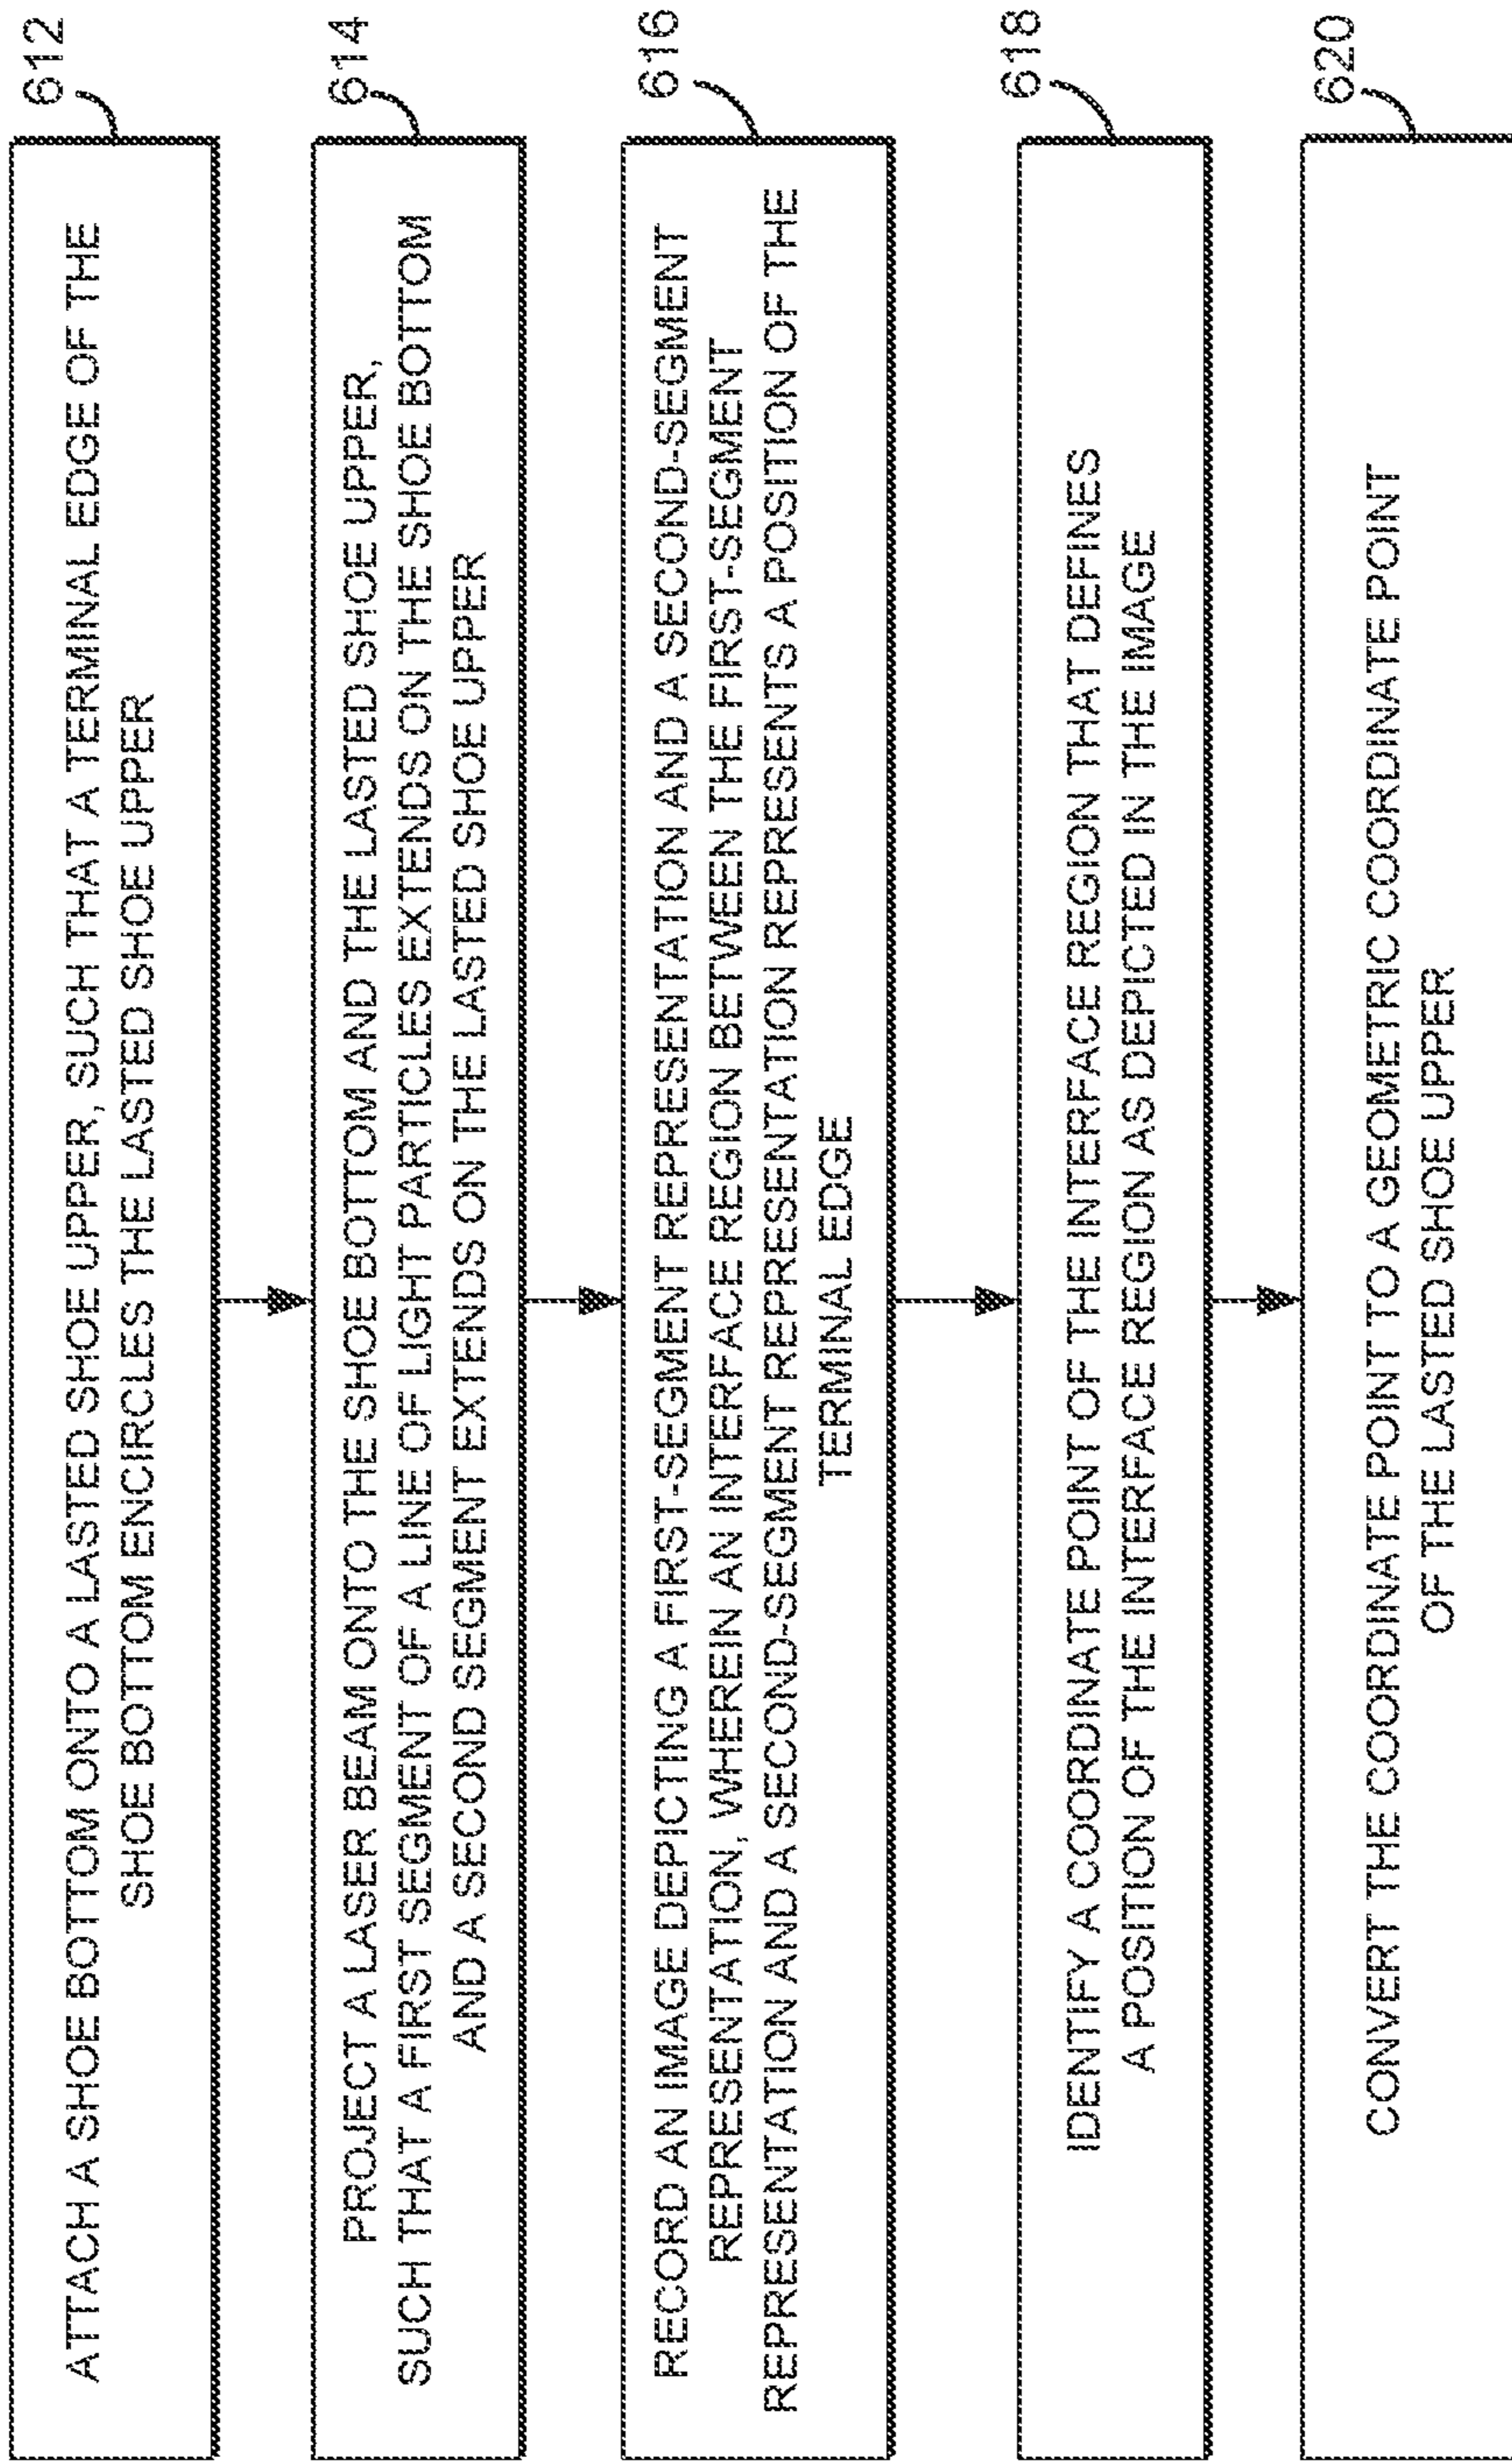 612
ATTACH A SHOE BOTTOM ONTO A LASTED SHOE UPPER, SUCH THAT A TERMINAL EDGE OF THE
SHOE BOTTOM ENCIRCLES THE LASTED SHOE UPPER
614
PROJECT A LASER BEAM ONTO THE SHOE BOTTOM AND THE LASTED SHOE UPPER,
SUCH THAT A FIRST SEGMENT OF A LINE OF LIGHT PARTICLES EXTENDS ON THE SHOE BOTTOM
AND A SECOND SEGMENT EXTENDS ON THE LASTED SHOE UPPER
616
RECORD AN IMAGE DEPICTING A FIRST-SEGMENT REPRESENTATION AND A SECOND-SEGMENT
REPRESENTATION, WHEREIN AN INTERFACE REGION BETWEEN THE FIRST-SEGMENT
REPRESENTATION AND A SECOND-SEGMENT REPRESENTATION REPRESENTS A POSITION OF THE
TERMINAL EDGE
618
IDENTIFY A COORDINATE POINT OF THE INTERFACE REGION THAT DEFINES
A POSITION OF THE INTERFACE REGION AS DEPICTED IN THE IMAGE
620
CONVERT THE COORDINATE POINT TO A GEOMETRIC COORDINATE POINT
OF THE LASTED SHOE UPPER